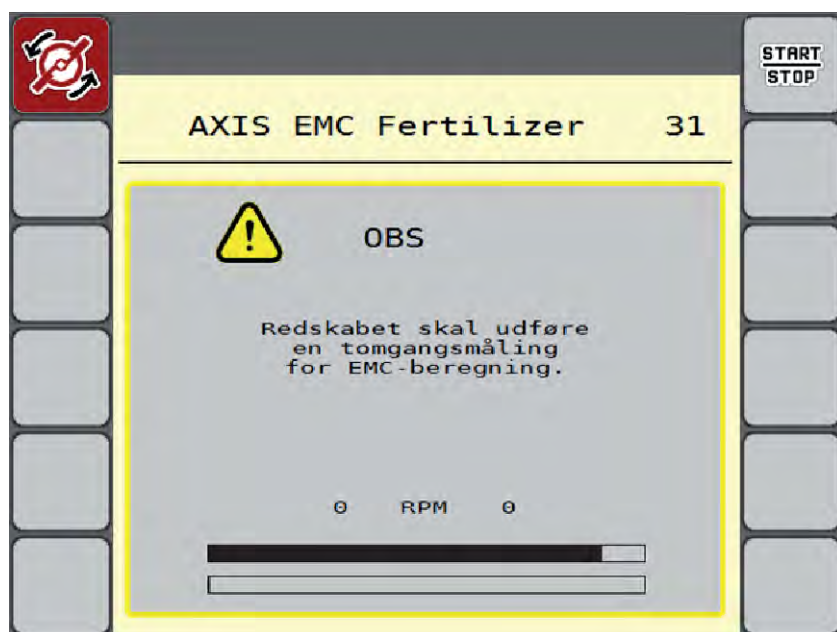 START
STOP
AXIS EMC Fertilizer 31
!
OBS
Redskabet skal udføre
en tomgangsmåling
for EMC-beregning.
0 RPM 0